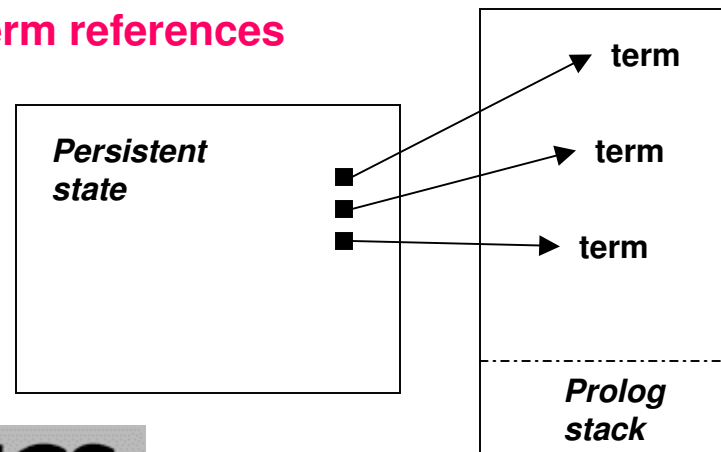 erm references
term
Persistent
state
term
term
Prolog
stack